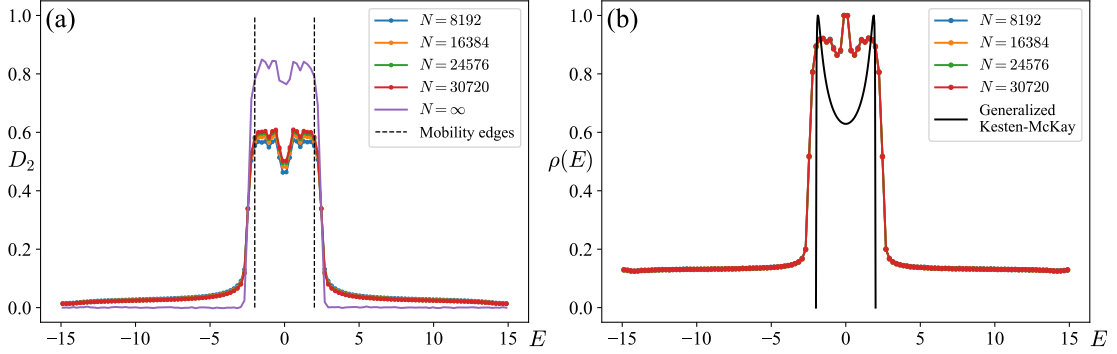 (a)
1.0
0.8
0.6
D₂
0.4
0.2
0.0
N = 8192
N = 16384
N = 24576
N = 30720
N = ∞
Mobility edges
−15 −10 −5 0 5 10 15 E
(b)
1.0
0.8
0.6
ρ(E)
0.4
0.2
0.0
N = 8192
N = 16384
N = 24576
N = 30720
Generalized
Kesten-McKay
−15 −10 −5 0 5 10 15 E